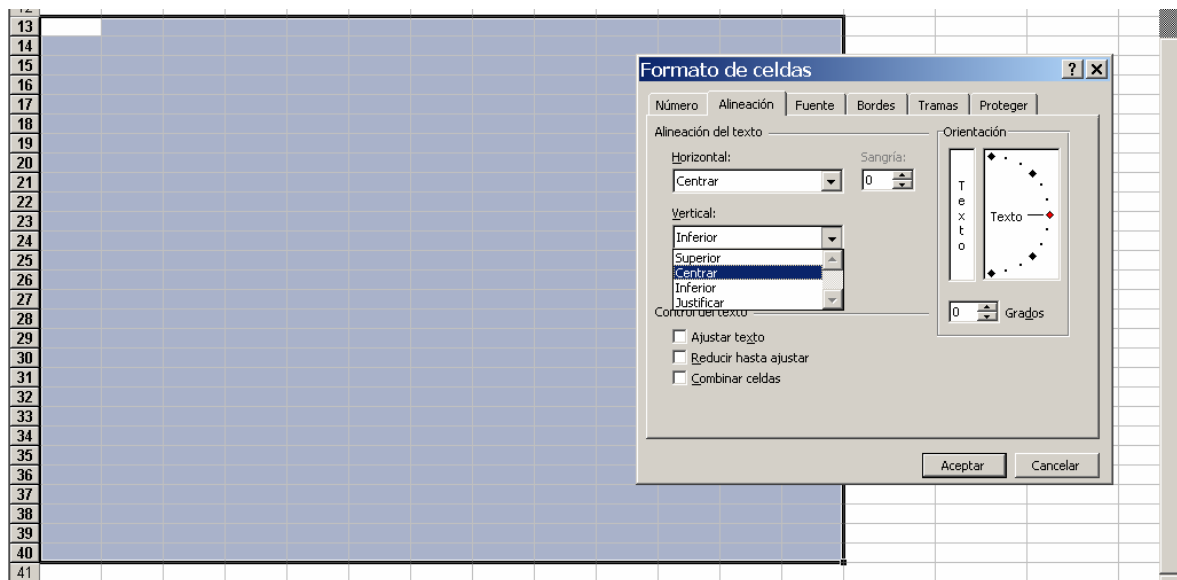 12
13
14
15
16
17
18
19
20
21
22
23
24
25
26
27
28
29
30
31
32
33
34
35
36
37
38
39
40
41
Formato de celdas
Número Alineación Fuente Bordes Tramas Proteger
Alineación del texto
Horizontal:
Sangría:
Centrar
0
Vertical:
Inferior
Superior
Centrar
Inferior
Justificar
Control del texto
Ajustar texto
Reducir hasta ajustar
Combinar celdas
Orientación
Texto
Texto
0 Grados
Aceptar Cancelar